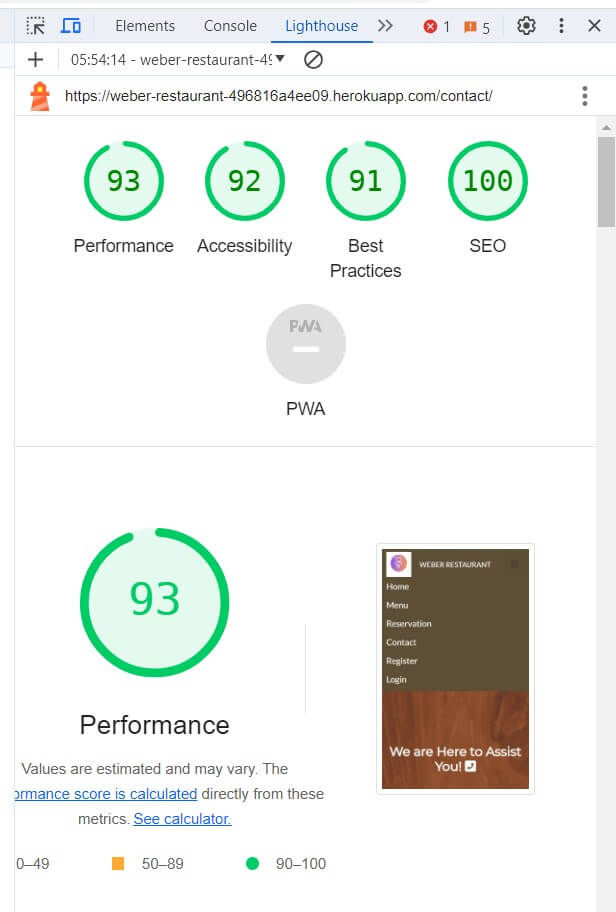 Elements Console Lighthouse 1 5
05:54:14 - weber-restaurant-49
https://weber-restaurant-496816a4ee09.herokuapp.com/contact/
93 92 91 100
Performance Accessibility Best Practices SEO
PWA
PWA
93
Performance
Values are estimated and may vary. The
ormance score is calculated directly from these
metrics. See calculator.
0–49 50–89 90–100
WEBER RESTAURANT
Home
Menu
Reservation
Contact
Register
Login
We are Here to Assist
You!